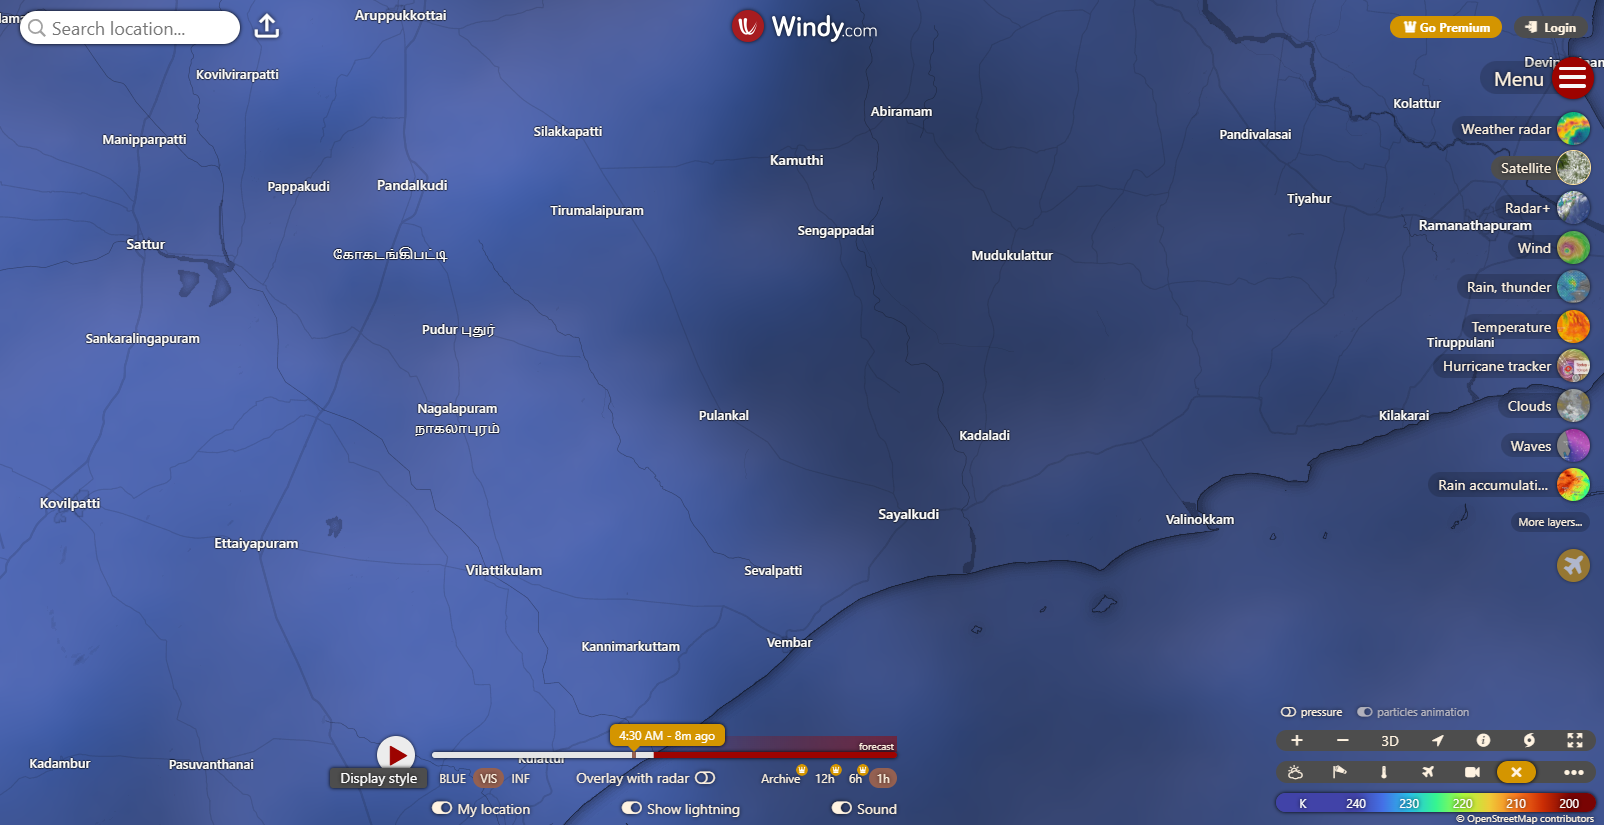 Aruppukkottai
Search location...
Windy.com
Go Premium
Login
Kovilvirarpatti
Menu
Abiramam
Kolattur
Manipparpatti
Silakkapatti
Pandivalasai
Weather radar
Kamuthi
Satellite
Pappakudi
Pandalkudi
Tirumalaipuram
Tiyahur
Radar+
Ramanathapuram
Sengappadai
Sattur
கோகடங்கிபட்டி
Mudukulattur
Wind
Rain, thunder
Pudur புதுர்
Temperature
Sankaralingapuram
Tiruppulani
Hurricane tracker
Nagalapuram
நாகலாபுரம்
Pulankal
Clouds
Kilakarai
Kadaladi
Waves
Rain accumulati...
Kovilpatti
Sayalkudi
Valinokkam
More layers...
Ettaiyapuram
Vilattikulam
Sevalpatti
Kannimarkuttam
Vembar
pressure
particles animation
4:30 AM - 8m ago
forecast
3D
Kadambur
Pasuvanthanai
Kulattur
Display style
BLUE
VIS
INF
Overlay with radar
Archive
12h
6h
1h
My location
Show lightning
Sound
K 240 230 220 210 200
© OpenStreetMap contributors